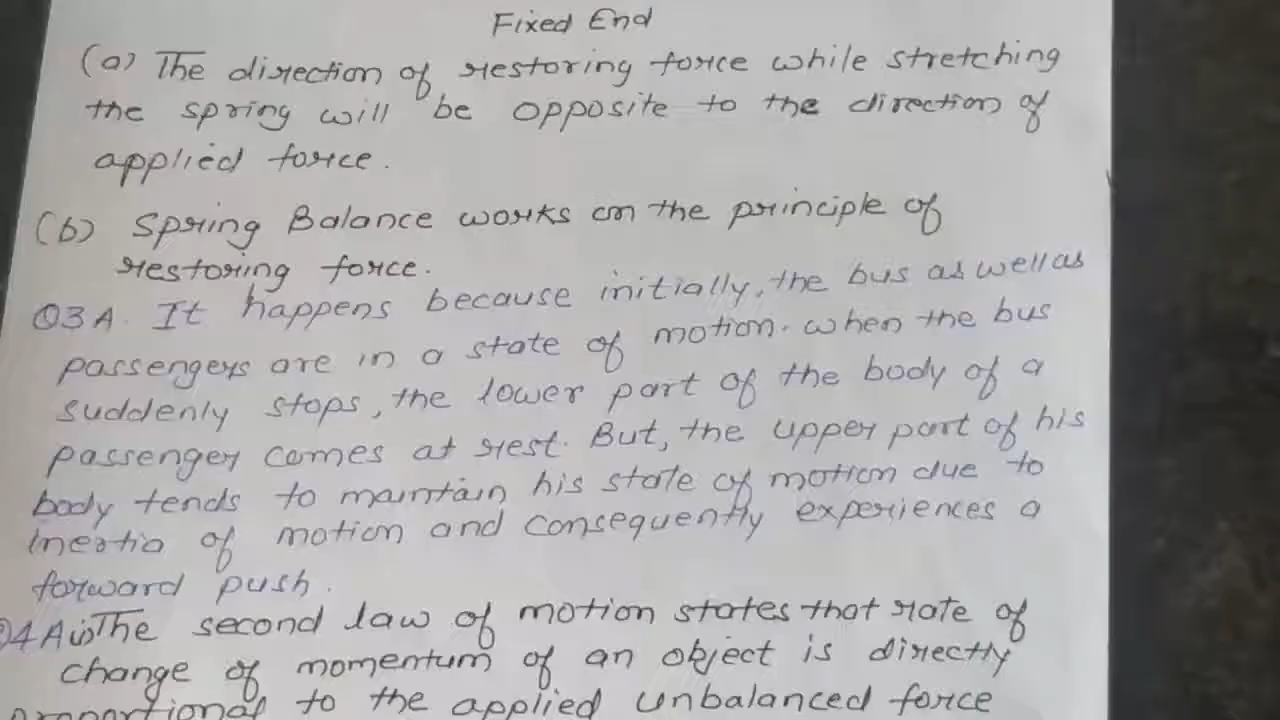 Fixed End
(a) The direction of restoring force while stretching
the spring will be opposite to the direction of
applied force.
(b) Spring Balance works on the principle of
restoring force.
Q3A. It happens because initially, the bus as well as
passengers are in a state of motion. when the bus
suddenly stops, the lower part of the body of a
passenger comes at rest. But, the upper part of his
body tends to maintain his state of motion due to
inertia of motion and consequently experiences a
forward push.
Q4A (i) The second law of motion states that rate of
change of momentum of an object is directly
proportional to the applied unbalanced force